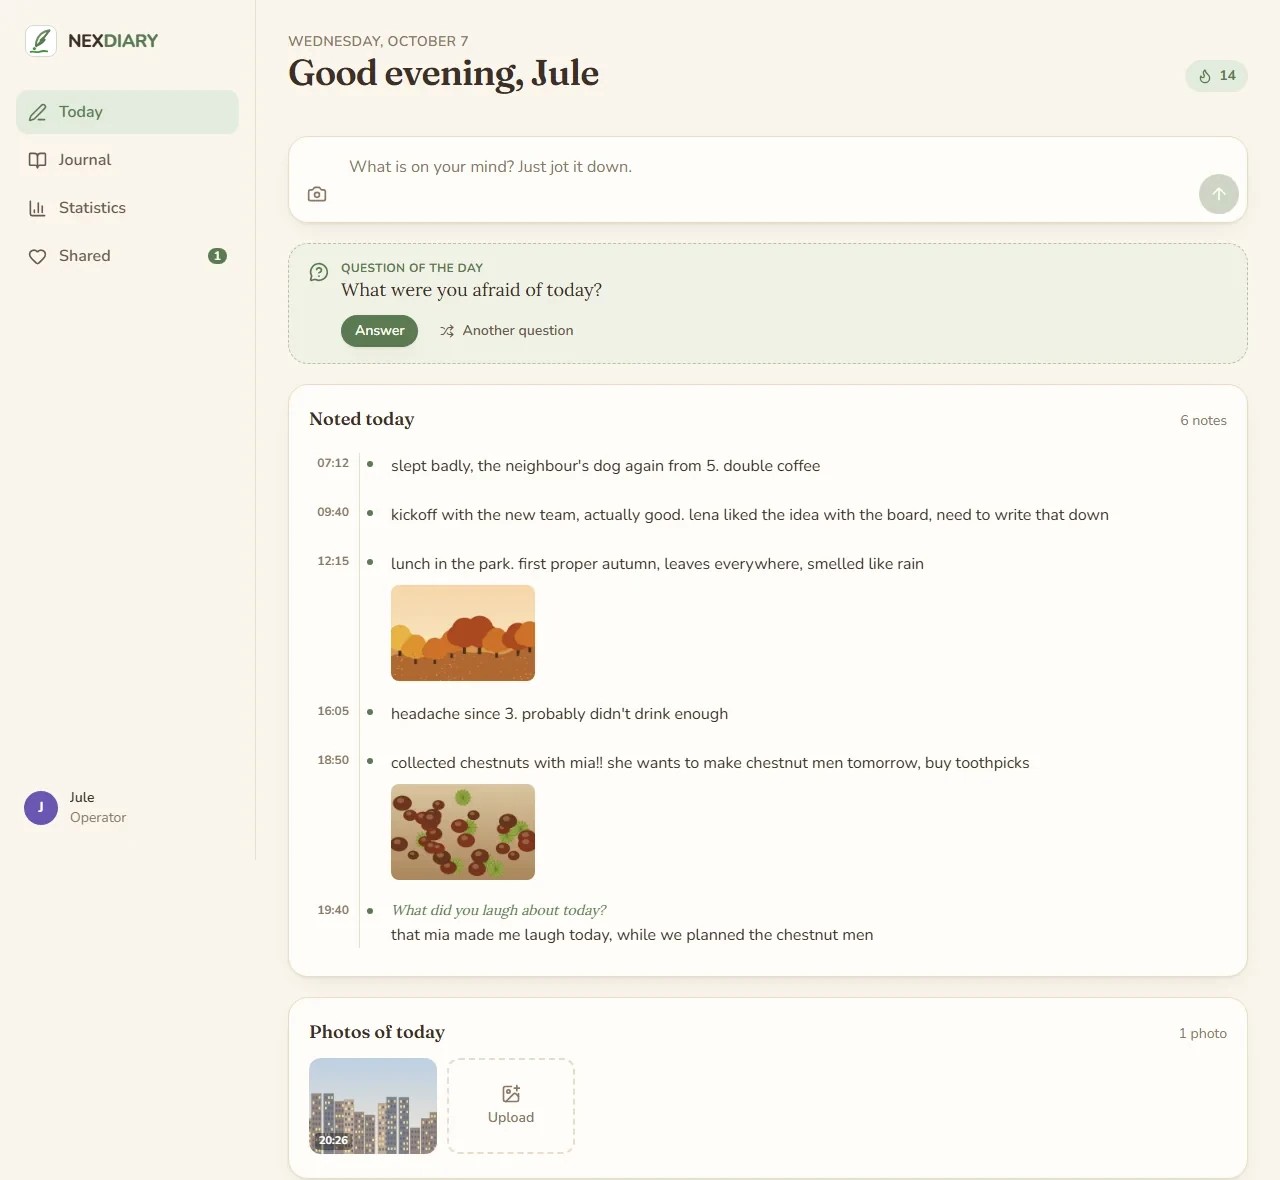 NEXDIARY
Today
Journal
Statistics
Shared 1
J
Jule
Operator
WEDNESDAY, OCTOBER 7
Good evening, Jule
14
What is on your mind? Just jot it down.
QUESTION OF THE DAY
What were you afraid of today?
Answer
Another question
Noted today
6 notes
07:12 slept badly, the neighbour's dog again from 5. double coffee
09:40 kickoff with the new team, actually good. lena liked the idea with the board, need to write that down
12:15 lunch in the park. first proper autumn, leaves everywhere, smelled like rain
16:05 headache since 3. probably didn't drink enough
18:50 collected chestnuts with mia!! she wants to make chestnut men tomorrow, buy toothpicks
19:40 What did you laugh about today?
that mia made me laugh today, while we planned the chestnut men
Photos of today
1 photo
20:26
Upload